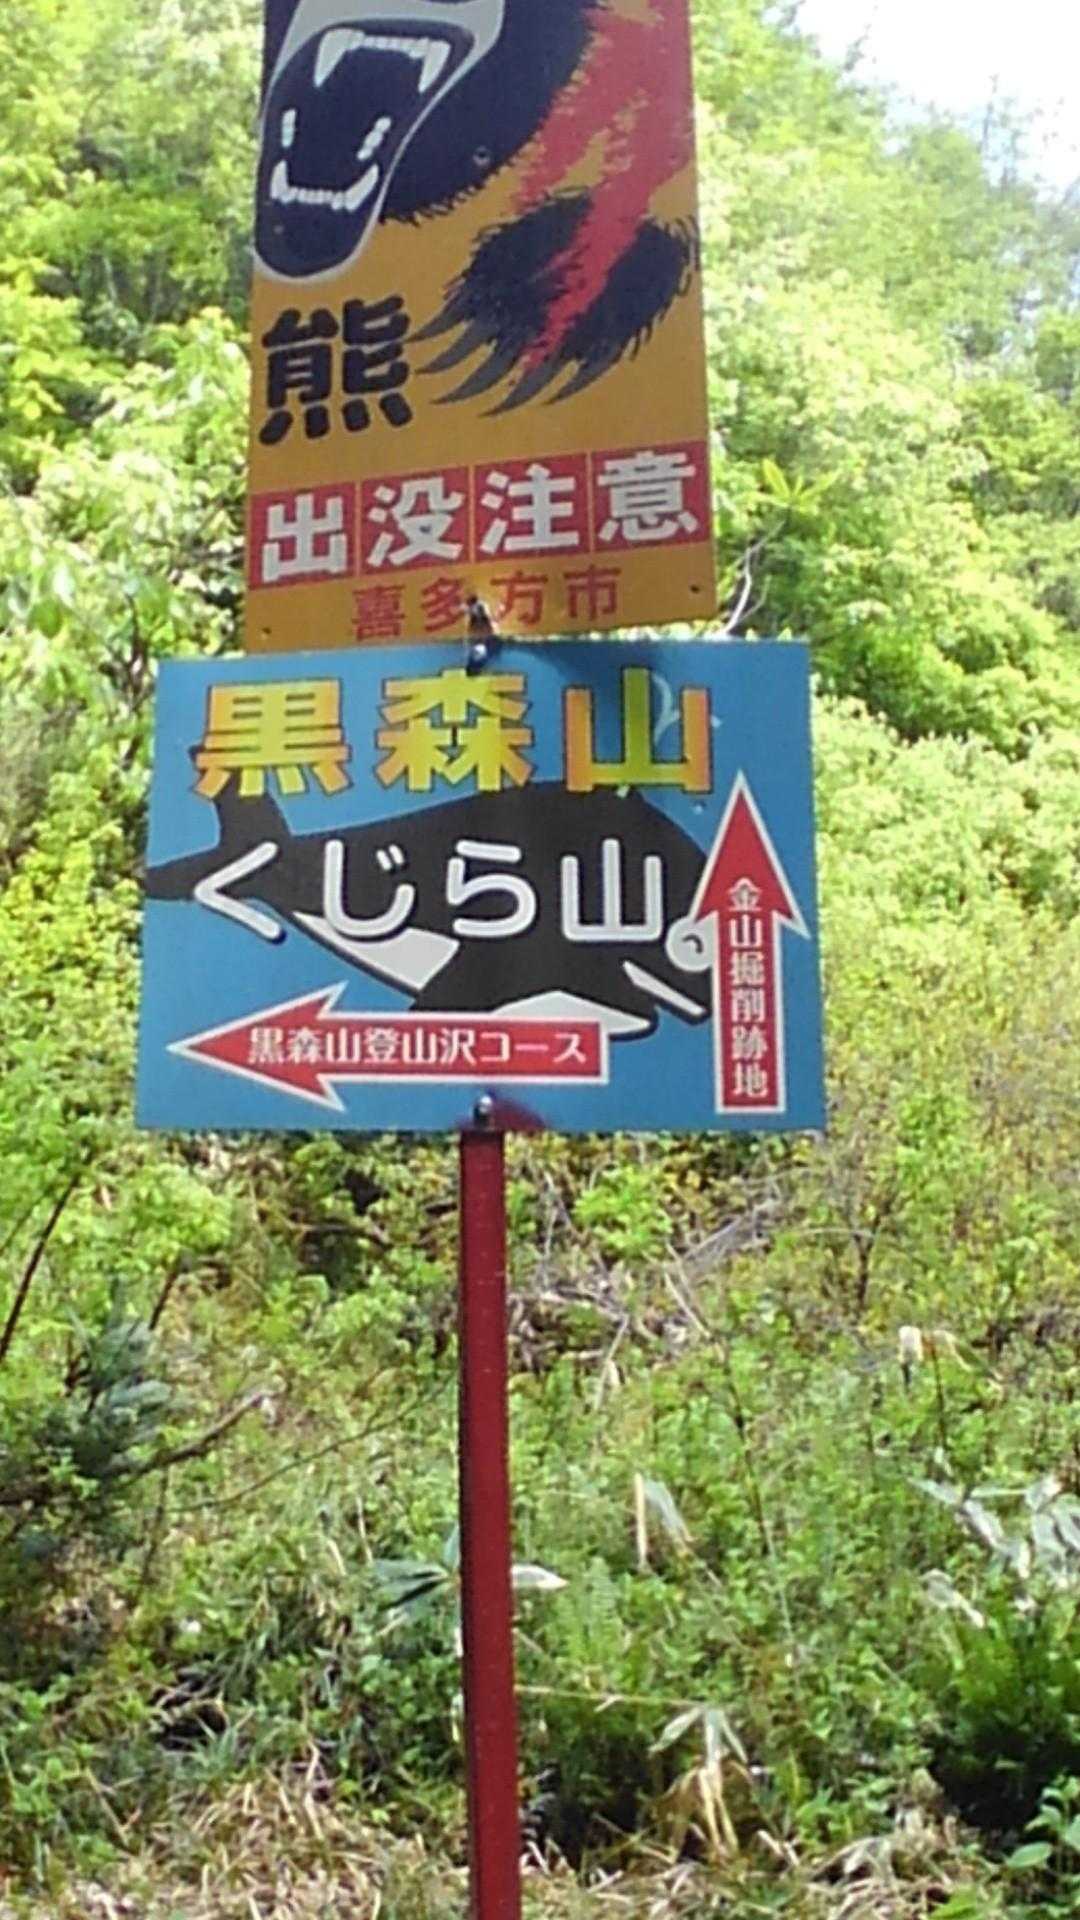 熊
出没注意
喜多方市
黒森山
くじら山
金山掘削跡地
黒森山登山沢コース